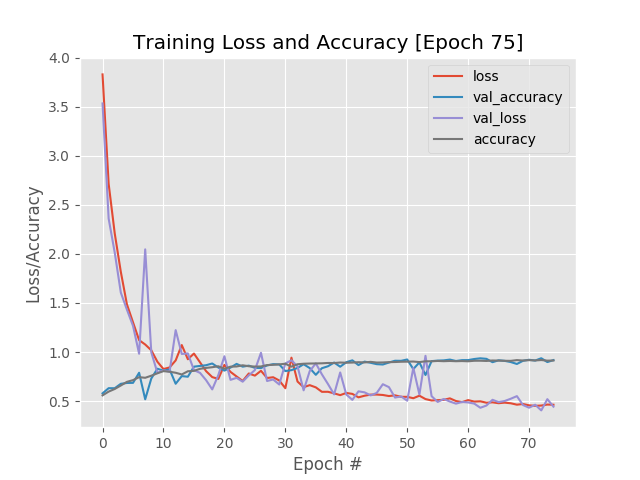 Training Loss and Accuracy [Epoch 75]
4.0
3.5
3.0
2.5
2.0
1.5
1.0
0.5
Loss/Accuracy
loss
val_accuracy
val_loss
accuracy
0 10 20 30 40 50 60 70
Epoch #